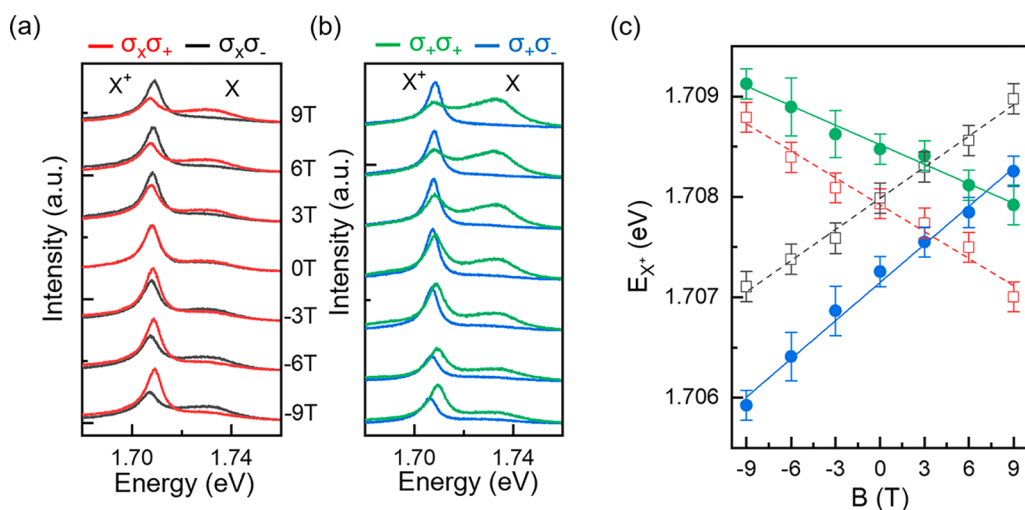 (a)
σₓσ₊ σₓσ₋
X⁺ X
9T
6T
3T
0T
-3T
-6T
-9T
Intensity (a.u.)
1.70 1.74
Energy (eV)
(b)
σ₊σ₊ σ₊σ₋
X⁺ X
Intensity (a.u.)
1.70 1.74
Energy (eV)
(c)
1.709
1.708
1.707
1.706
E_X⁺ (eV)
-9 -6 -3 0 3 6 9
B (T)